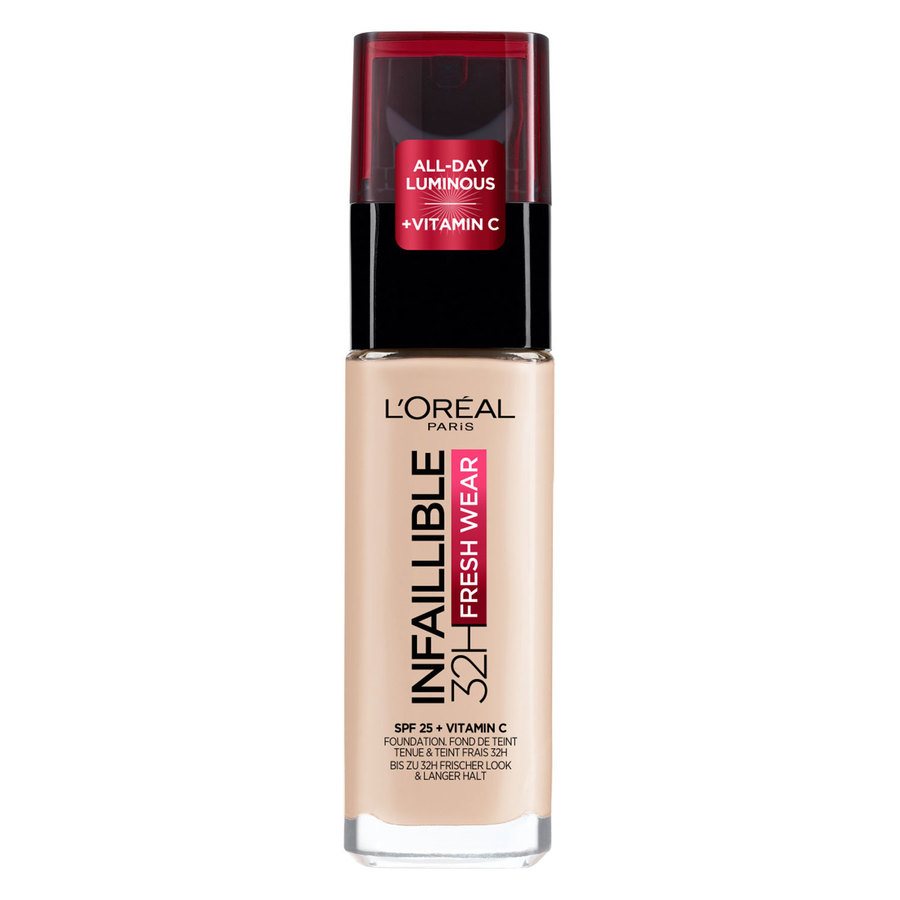 ALL-DAY
LUMINOUS
+VITAMIN C
L'ORÉAL
PARiS
INFAILLIBLE
32H FRESH WEAR
SPF 25 + VITAMIN C
FOUNDATION. FOND DE TEINT
TENUE & TEINT FRAIS 32H
BIS ZU 32H FRISCHER LOOK
& LANGER HALT